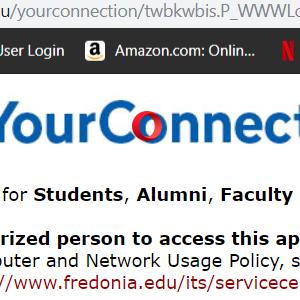 u/yourconnection/twbkwbis.P_WWWLo
User Login Amazon.com: Onlin... N
YourConnect
for Students, Alumni, Faculty
rized person to access this ap
puter and Network Usage Policy, s
//www.fredonia.edu/its/servicece